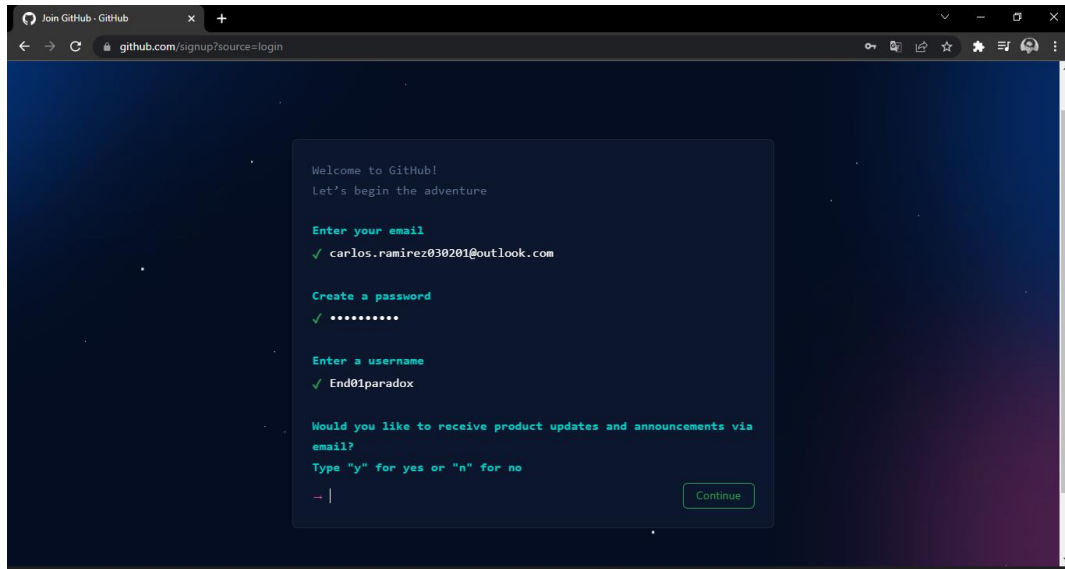 Join GitHub · GitHub
github.com/signup?source=login
Welcome to GitHub!
Let’s begin the adventure
Enter your email
✓ carlos.ramirez030201@outlook.com
Create a password
✓ ••••••••••
Enter a username
✓ End01paradox
Would you like to receive product updates and announcements via
email?
Type "y" for yes or "n" for no
→
Continue